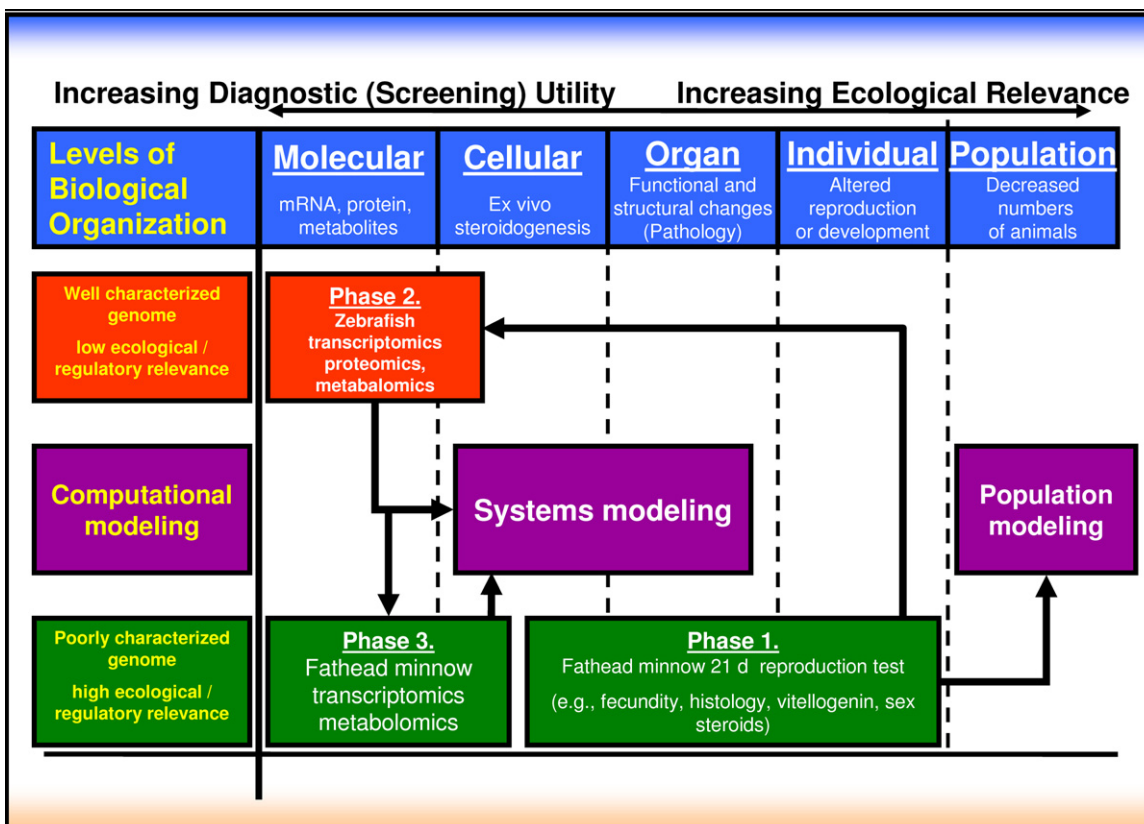 Increasing Diagnostic (Screening) Utility
Increasing Ecological Relevance
Levels of
Biological
Organization
Molecular
mRNA, protein,
metabolites
Cellular
Ex vivo
steroidogenesis
Organ
Functional and
structural changes
(Pathology)
Individual
Altered
reproduction
or development
Population
Decreased
numbers
of animals
Well characterized
genome
low ecological /
regulatory relevance
Phase 2.
Zebrafish
transcriptomics
proteomics,
metabalomics
Computational
modeling
Systems modeling
Population
modeling
Poorly characterized
genome
high ecological /
regulatory relevance
Phase 3.
Fathead minnow
transcriptomics
metabolomics
Phase 1.
Fathead minnow 21 d reproduction test
(e.g., fecundity, histology, vitellogenin, sex
steroids)